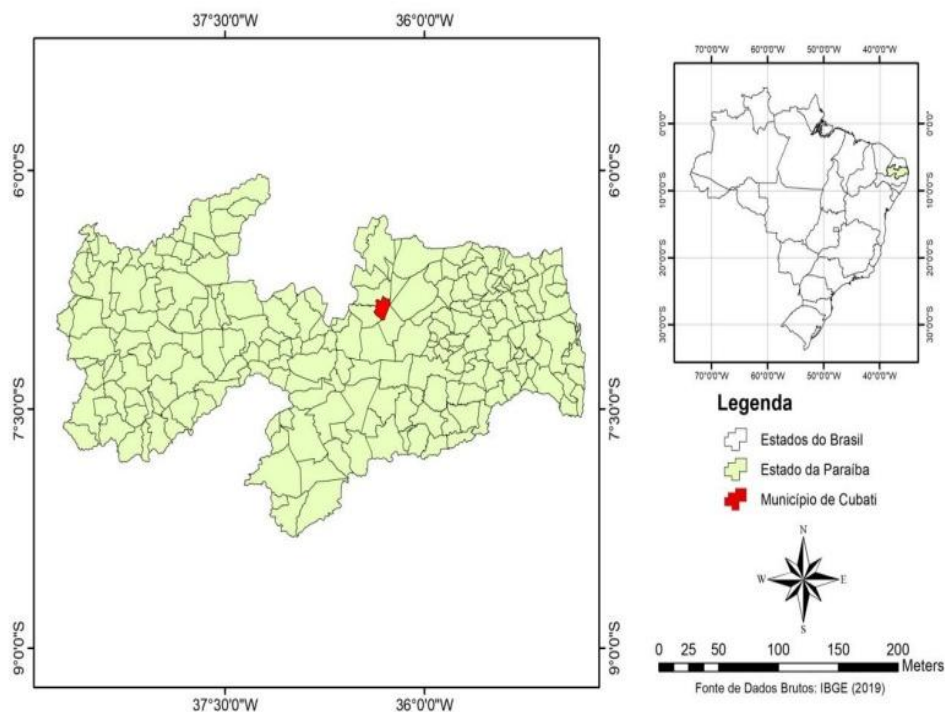 37°30'0"W 36°0'0"W
6°0'0"S
7°30'0"S
9°0'0"S
6°0'0"S
7°30'0"S
9°0'0"S
37°30'0"W 36°0'0"W
70°0'0"W 60°0'0"W 50°0'0"W 40°0'0"W
0°0'0"
10°0'0"S
20°0'0"S
30°0'0"S
0°0'0"
10°0'0"S
20°0'0"S
30°0'0"S
70°0'0"W 60°0'0"W 50°0'0"W 40°0'0"W
Legenda
Estados do Brasil
Estado da Paraíba
Município de Cubati
N
W E
S
0 25 50 100 150 200
Meters
Fonte de Dados Brutos: IBGE (2019)